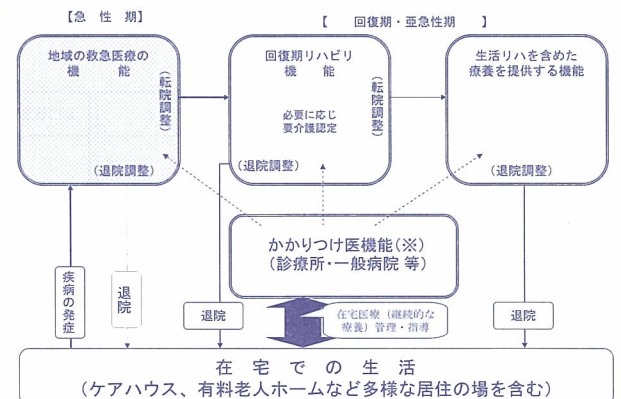 【急 性 期】
【 回復期・亜急性期 】
地域の救急医療の
機 能
(転院調整)
(退院調整)
回復期リハビリ
機 能
必要に応じ
要介護認定
(転院調整)
(退院調整)
生活リハを含めた
療養を提供する機能
(退院調整)
かかりつけ医機能(※)
(診療所・一般病院 等)
疾病の発症
退院
退院
在宅医療(継続的な
療養)管理・指導
退院
在 宅 で の 生 活
(ケアハウス、有料老人ホームなど多様な居住の場を含む)